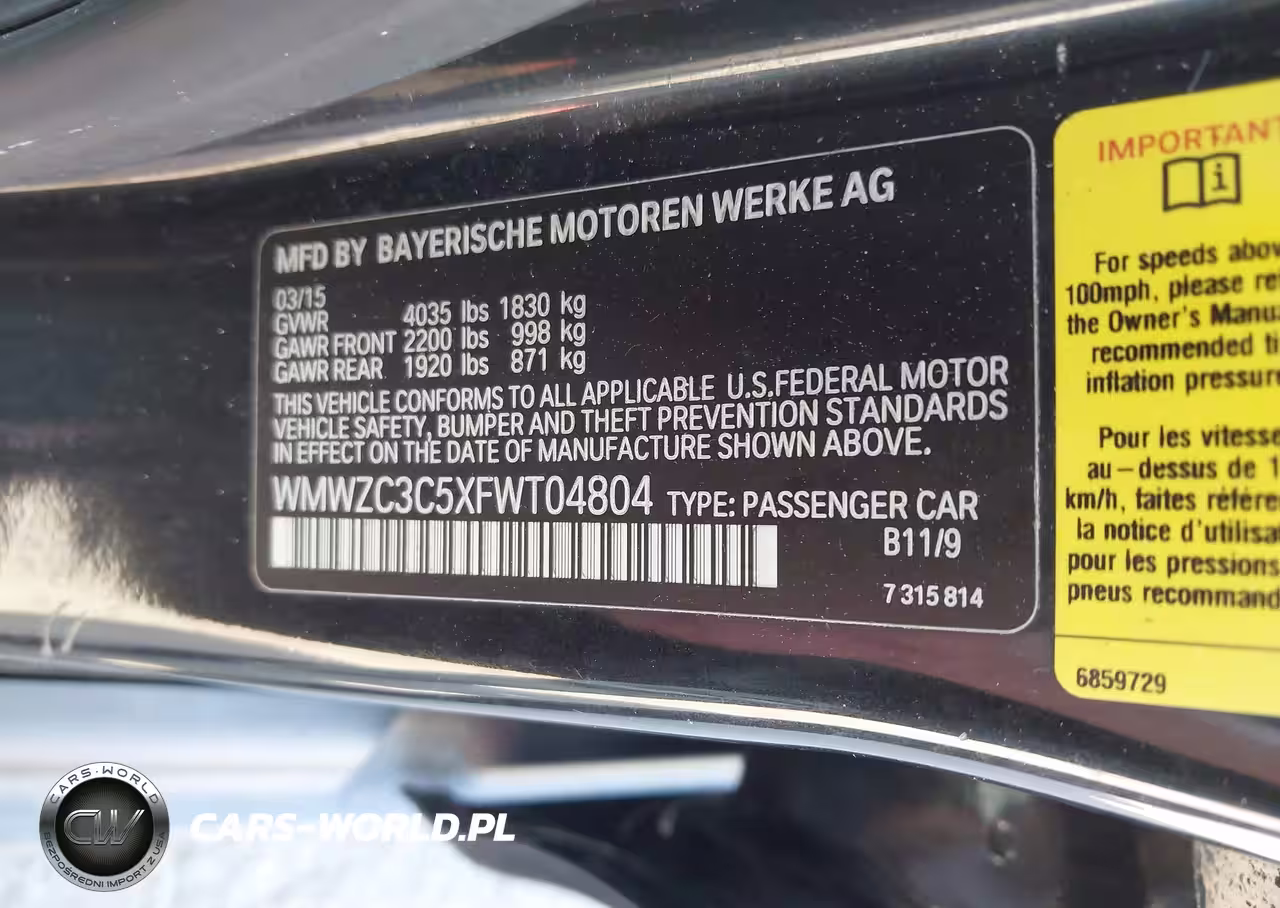 MFD BY BAYERISCHE MOTOREN WERKE AG
03/15
GVWR 4035 lbs 1830 kg
GAWR FRONT 2200 lbs 998 kg
GAWR REAR 1920 lbs 871 kg
THIS VEHICLE CONFORMS TO ALL APPLICABLE U.S.FEDERAL MOTOR
VEHICLE SAFETY, BUMPER AND THEFT PREVENTION STANDARDS
IN EFFECT ON THE DATE OF MANUFACTURE SHOWN ABOVE.
WMWZC3C5XFWT04804 TYPE: PASSENGER CAR
B11/9
7 315 814
IMPORTANT
i
For speeds abov
100mph, please re
the Owner's Manua
recommended ti
inflation pressure
Pour les vitesse
au-dessus de 1
km/h, faites référe
la notice d'utilisa
pour les pressions
pneus recommand
6859729
CARS-WORLD
CW
BEZPOŚREDNI IMPORT Z USA
CARS-WORLD.PL